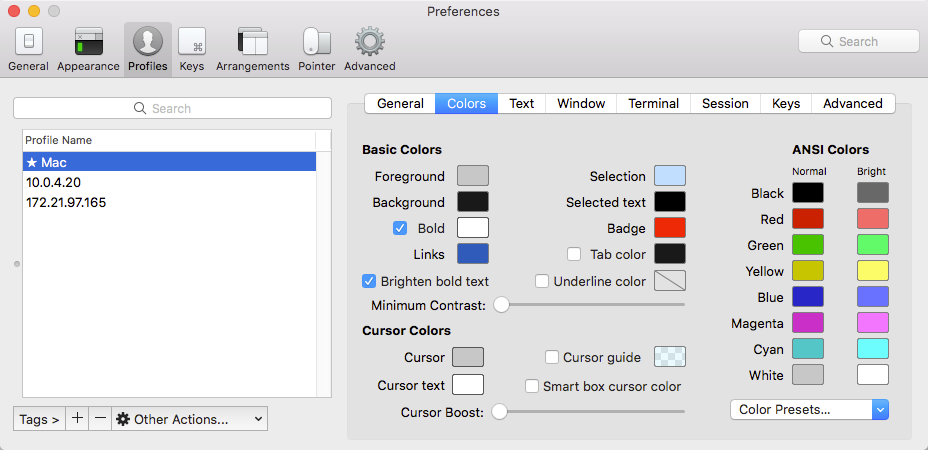 Preferences
General Appearance Profiles Keys Arrangements Pointer Advanced
Search
Search
Profile Name
★ Mac
10.0.4.20
172.21.97.165
Tags > + − Other Actions...
General Colors Text Window Terminal Session Keys Advanced
Basic Colors
Foreground
Selection
Background
Selected text
Bold
Badge
Links
Tab color
Brighten bold text
Underline color
Minimum Contrast:
Cursor Colors
Cursor
Cursor guide
Cursor text
Smart box cursor color
Cursor Boost:
ANSI Colors
Normal Bright
Black
Red
Green
Yellow
Blue
Magenta
Cyan
White
Color Presets...